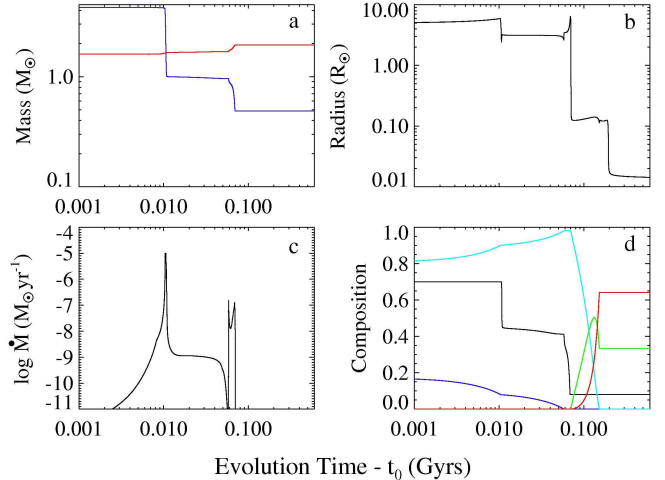 a
Mass (M⊙)
1.0
0.1
0.001 0.010 0.100
b
Radius (R⊙)
10.00
1.00
0.10
0.01
0.001 0.010 0.100
c
log Ṁ (M⊙ yr⁻¹)
-4
-5
-6
-7
-8
-9
-10
-11
0.001 0.010 0.100
d
Composition
1.0
0.8
0.6
0.4
0.2
0.0
0.001 0.010 0.100
Evolution Time - t₀ (Gyrs)